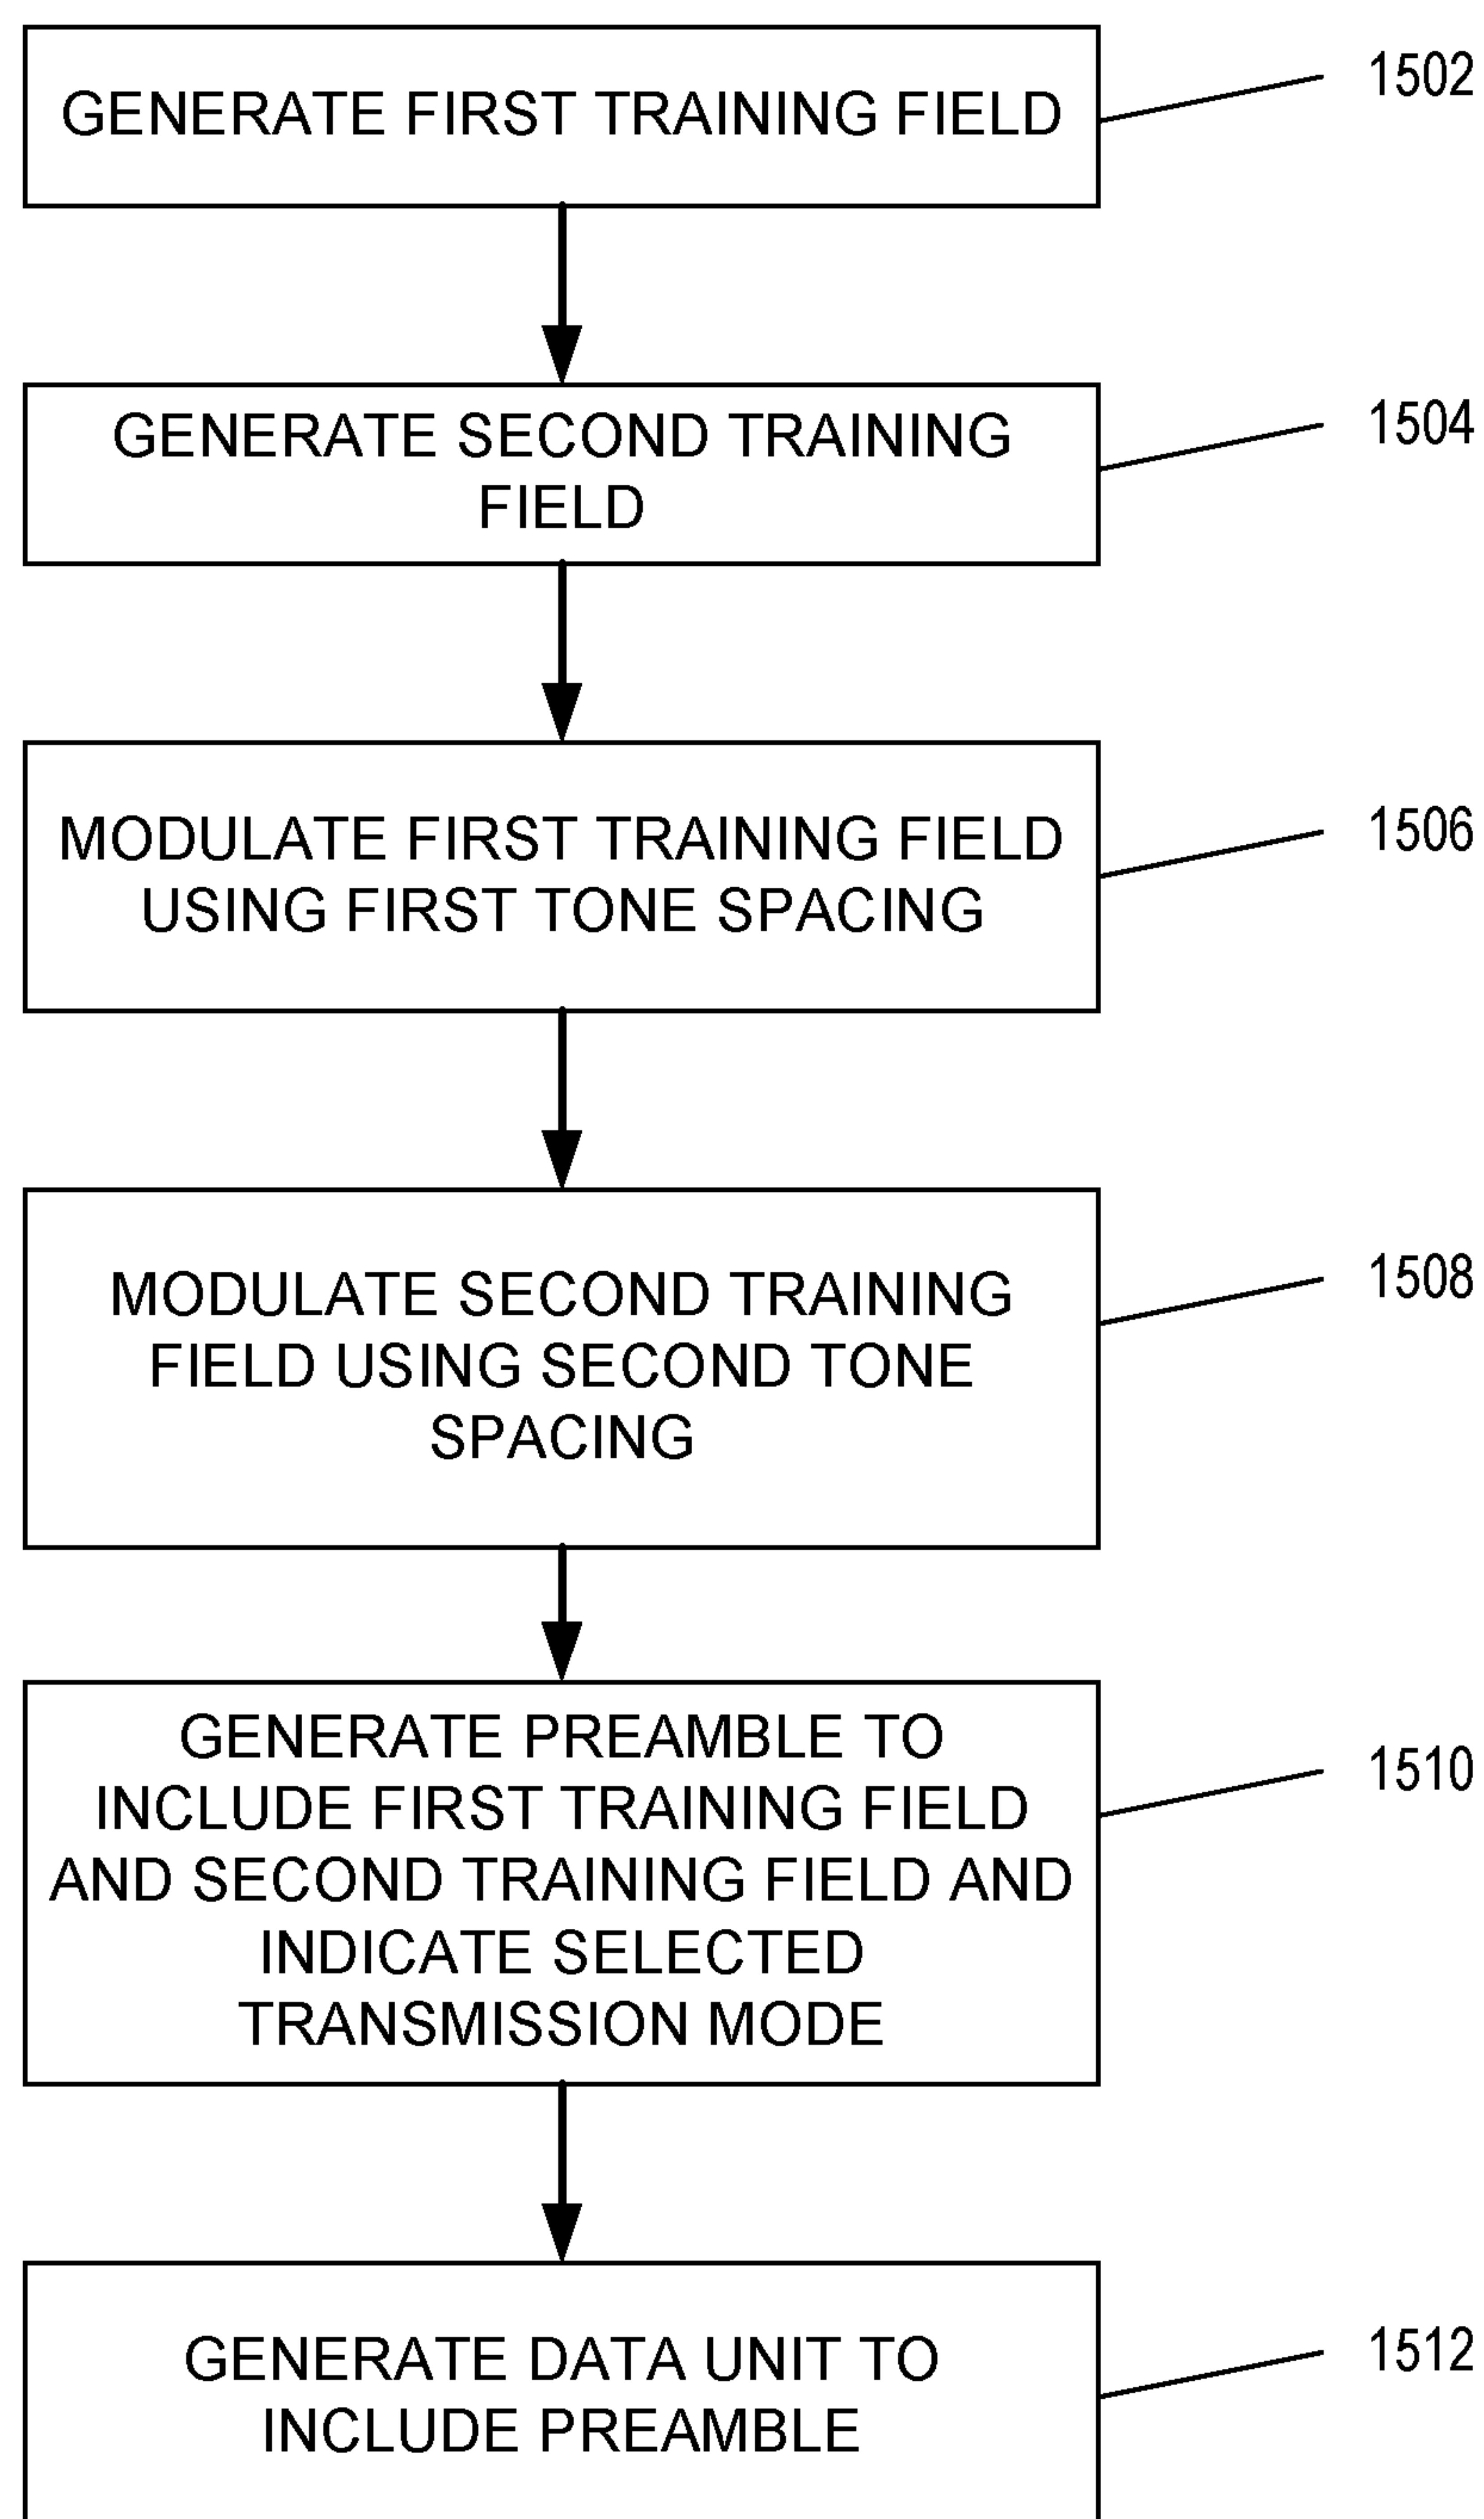 GENERATE FIRST TRAINING FIELD
1502
GENERATE SECOND TRAINING
FIELD
1504
MODULATE FIRST TRAINING FIELD
USING FIRST TONE SPACING
1506
MODULATE SECOND TRAINING
FIELD USING SECOND TONE
SPACING
1508
GENERATE PREAMBLE TO
INCLUDE FIRST TRAINING FIELD
AND SECOND TRAINING FIELD AND
INDICATE SELECTED
TRANSMISSION MODE
1510
GENERATE DATA UNIT TO
INCLUDE PREAMBLE
1512